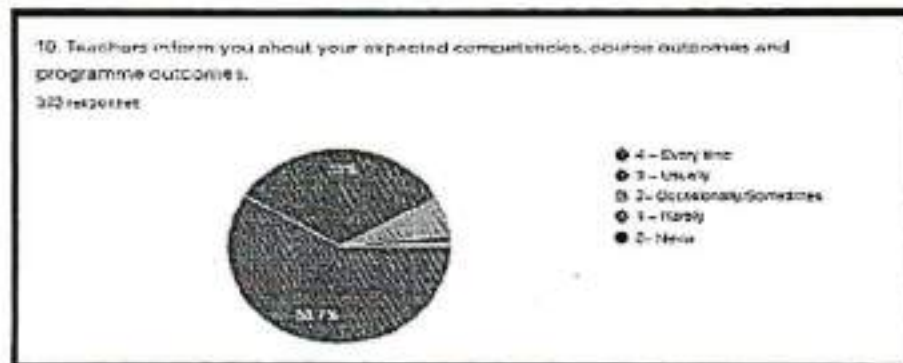 10. Teachers inform you about your expected competencies, course outcomes and
programme outcomes.
responses
4 – Every time
3 – Usually
2– Occasionally/Sometimes
1 – Rarely
0– Never